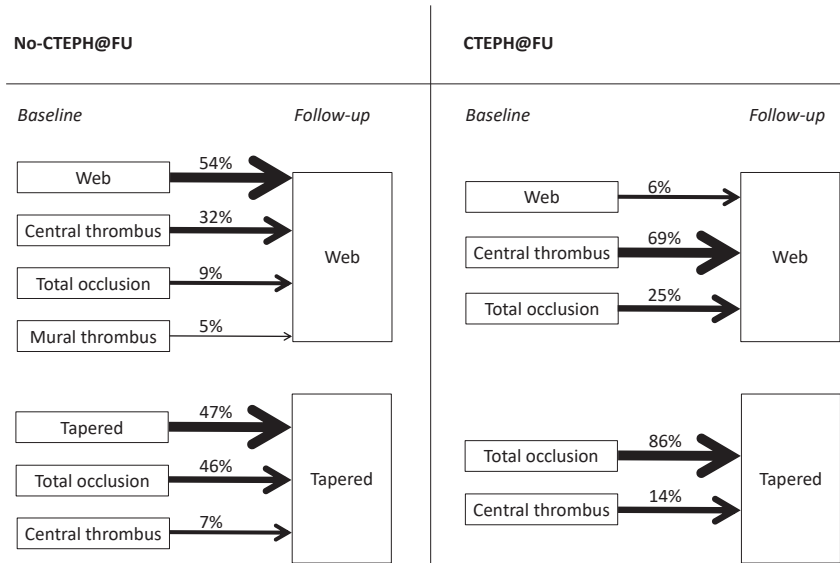 No-CTEPH@FU
Baseline Follow-up
Web 54%
Central thrombus 32%
Total occlusion 9%
Mural thrombus 5%
Web
Tapered 47%
Total occlusion 46%
Central thrombus 7%
Tapered
CTEPH@FU
Baseline Follow-up
Web 6%
Central thrombus 69%
Total occlusion 25%
Web
Total occlusion 86%
Central thrombus 14%
Tapered